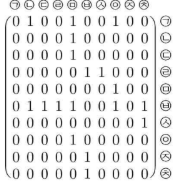 ㉠㉡㉢㉣㉤㉥㉦㉧㉨㉩
0 1 0 0 1 0 0 1 0 0 ㉠
0 0 0 0 1 0 0 0 0 0 ㉡
0 0 0 0 1 0 0 0 0 0 ㉢
0 0 0 0 0 1 1 0 0 0 ㉣
0 0 0 0 0 0 0 1 0 0 ㉤
0 1 1 1 1 0 0 1 0 1 ㉥
0 0 0 0 0 0 0 0 0 1 ㉦
0 0 0 0 1 0 0 0 0 0 ㉧
0 0 0 0 0 1 0 0 0 0 ㉨
0 0 0 0 0 1 0 0 0 0 ㉩